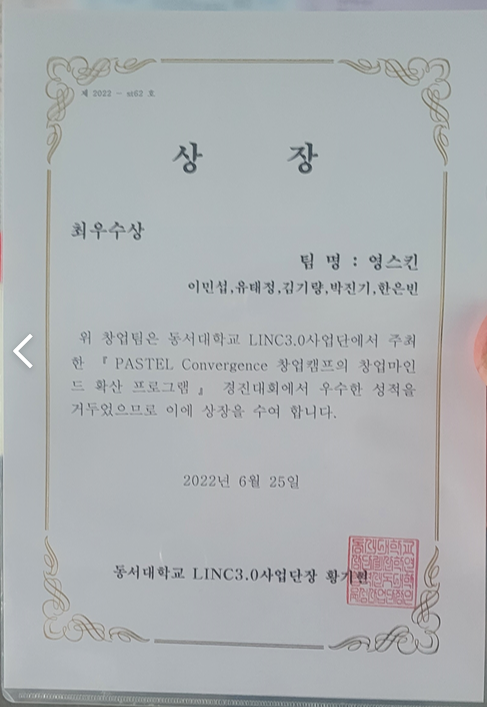 제 2022 - st62 호
상 장
최우수상
팀 명 : 영스킨
이민섭,유태정,김기량,박진기,한은빈
위 창업팀은 동서대학교 LINC3.0사업단에서 주최
한 『 PASTEL Convergence 창업캠프의 창업마인
드 확산 프로그램 』 경진대회에서 우수한 성적을
거두었으므로 이에 상장을 수여 합니다.
2022년 6월 25일
동서대학교 LINC3.0사업단장 황기현